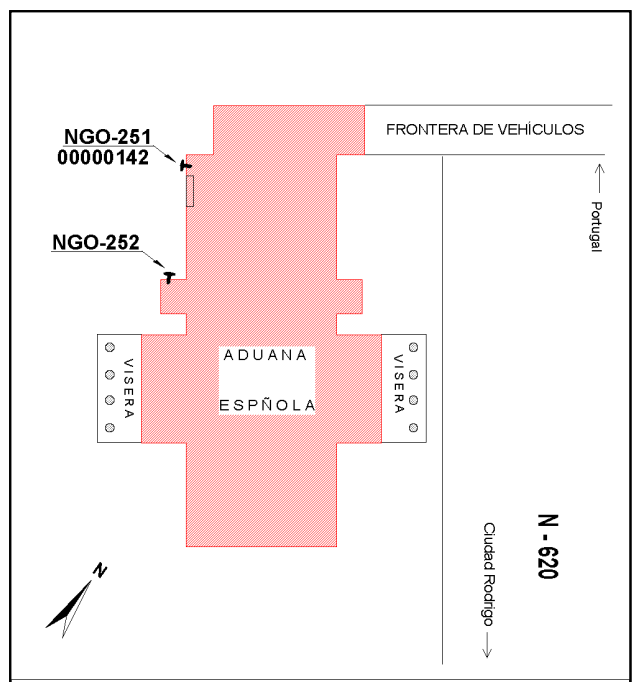 FRONTERA DE VEHÍCULOS
NGO-251
00000142
Portugal
NGO-252
VISERA
ADUANA
ESPÑOLA
VISERA
N - 620
Ciudad Rodrigo
N